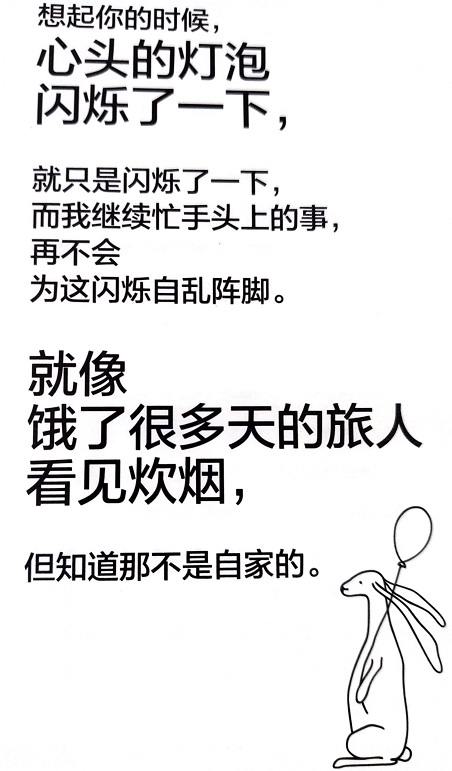 想起你的时候，
心头的灯泡
闪烁了一下，
就只是闪烁了一下，
而我继续忙手头上的事，
再不会
为这闪烁自乱阵脚。
就像
饿了很多天的旅人
看见炊烟，
但知道那不是自家的。